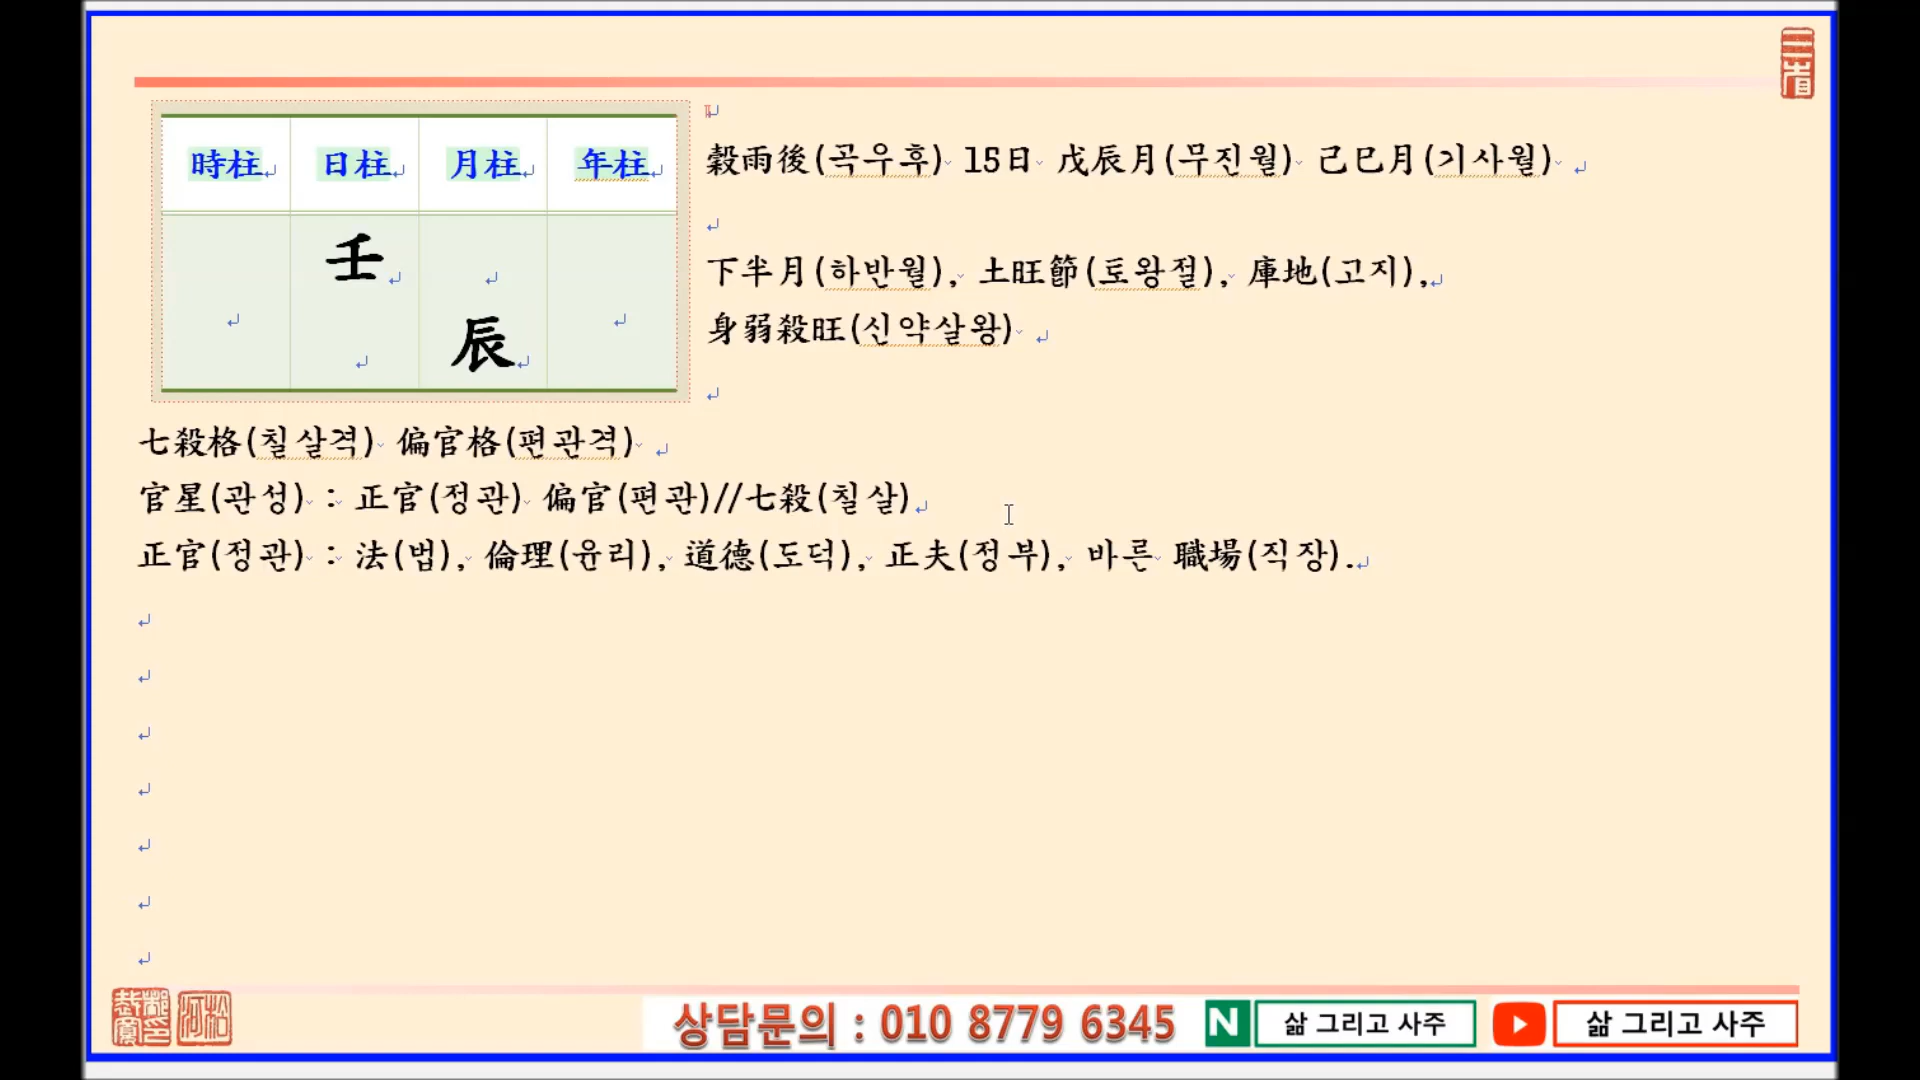 時柱 日柱 月柱 年柱
壬
辰
穀雨後(곡우후) 15日 戊辰月(무진월) 己巳月(기사월)
下半月(하반월), 土旺節(토왕절), 庫地(고지),
身弱殺旺(신약살왕)
七殺格(칠살격) 偏官格(편관격)
官星(관성) : 正官(정관) 偏官(편관)//七殺(칠살)
正官(정관) : 法(법), 倫理(윤리), 道德(도덕), 正夫(정부), 바른 職場(직장).
상담문의 : 010 8779 6345
N 삶 그리고 사주
삶 그리고 사주